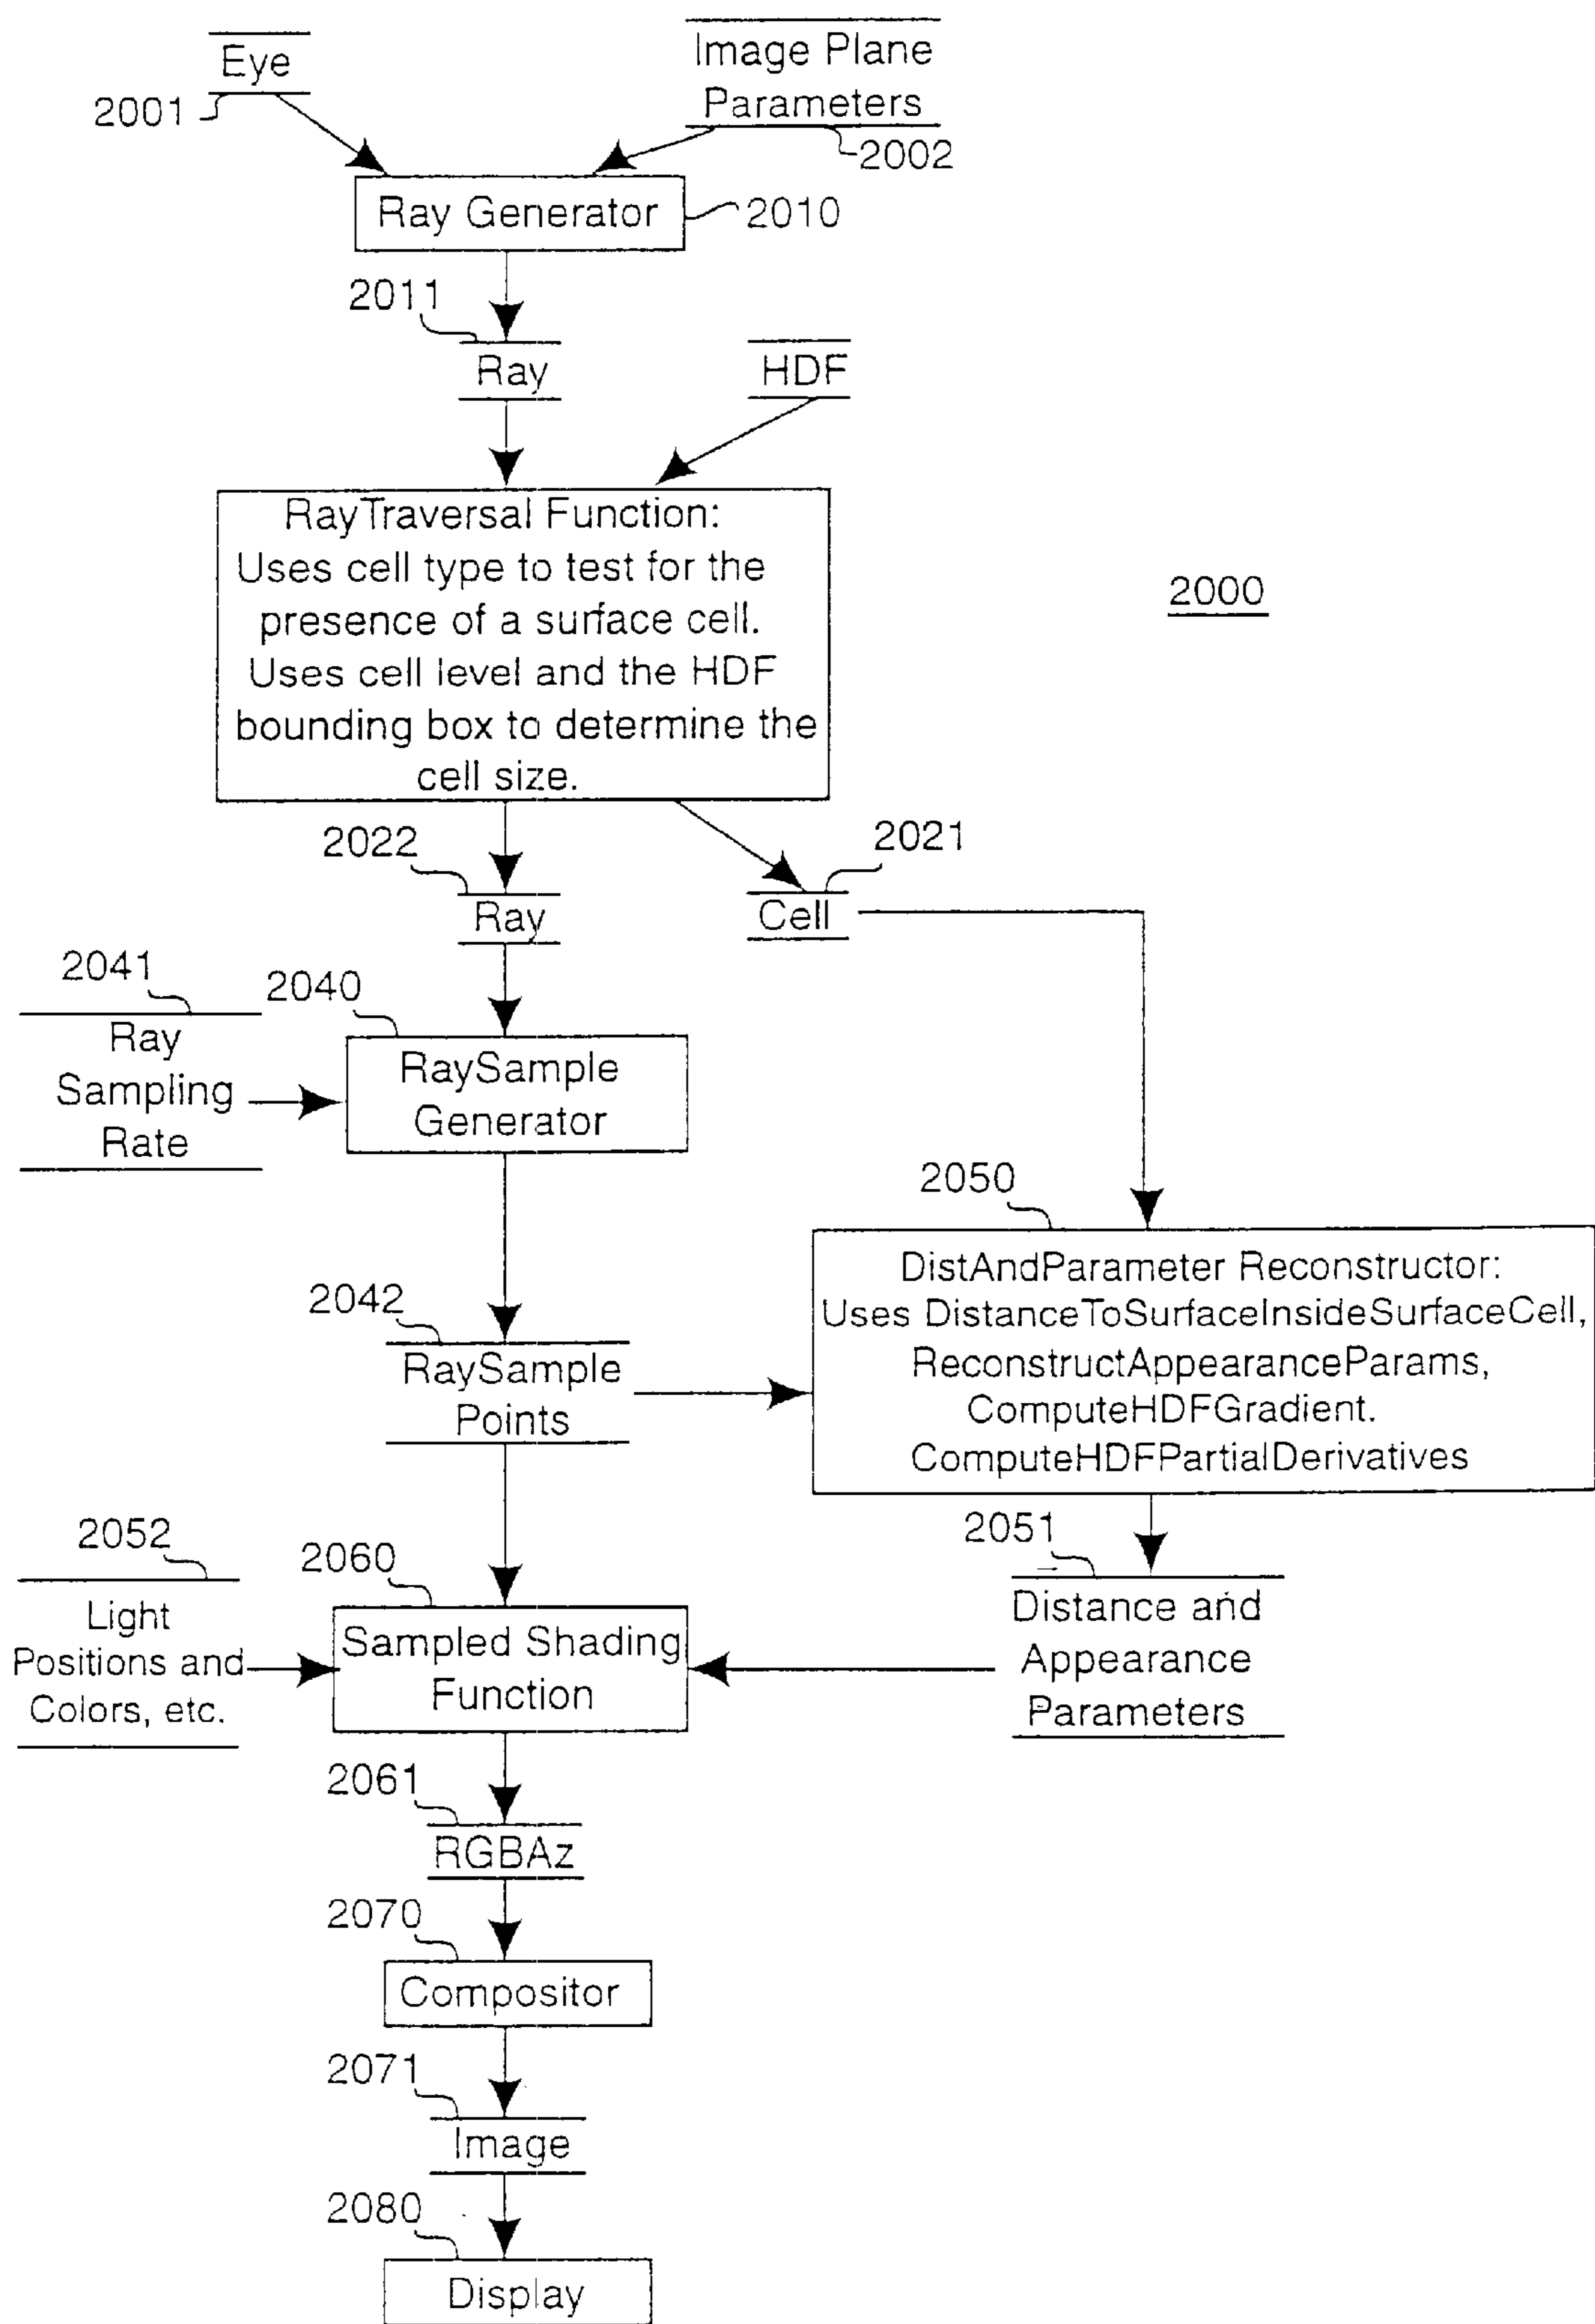 Eye
2001
Image Plane
Parameters
2002
Ray Generator
2010
2011
Ray
HDF
RayTraversal Function:
Uses cell type to test for the
presence of a surface cell.
Uses cell level and the HDF
bounding box to determine the
cell size.
2000
2022
Ray
2021
Cell
2041
Ray
Sampling
Rate
2040
RaySample
Generator
2050
DistAndParameter Reconstructor:
Uses DistanceToSurfaceInsideSurfaceCell,
ReconstructAppearanceParams,
ComputeHDFGradient.
ComputeHDFPartialDerivatives
2042
RaySample
Points
2052
Light
Positions and
Colors, etc.
2060
Sampled Shading
Function
2051
Distance and
Appearance
Parameters
2061
RGBAz
2070
Compositor
2071
Image
2080
Display